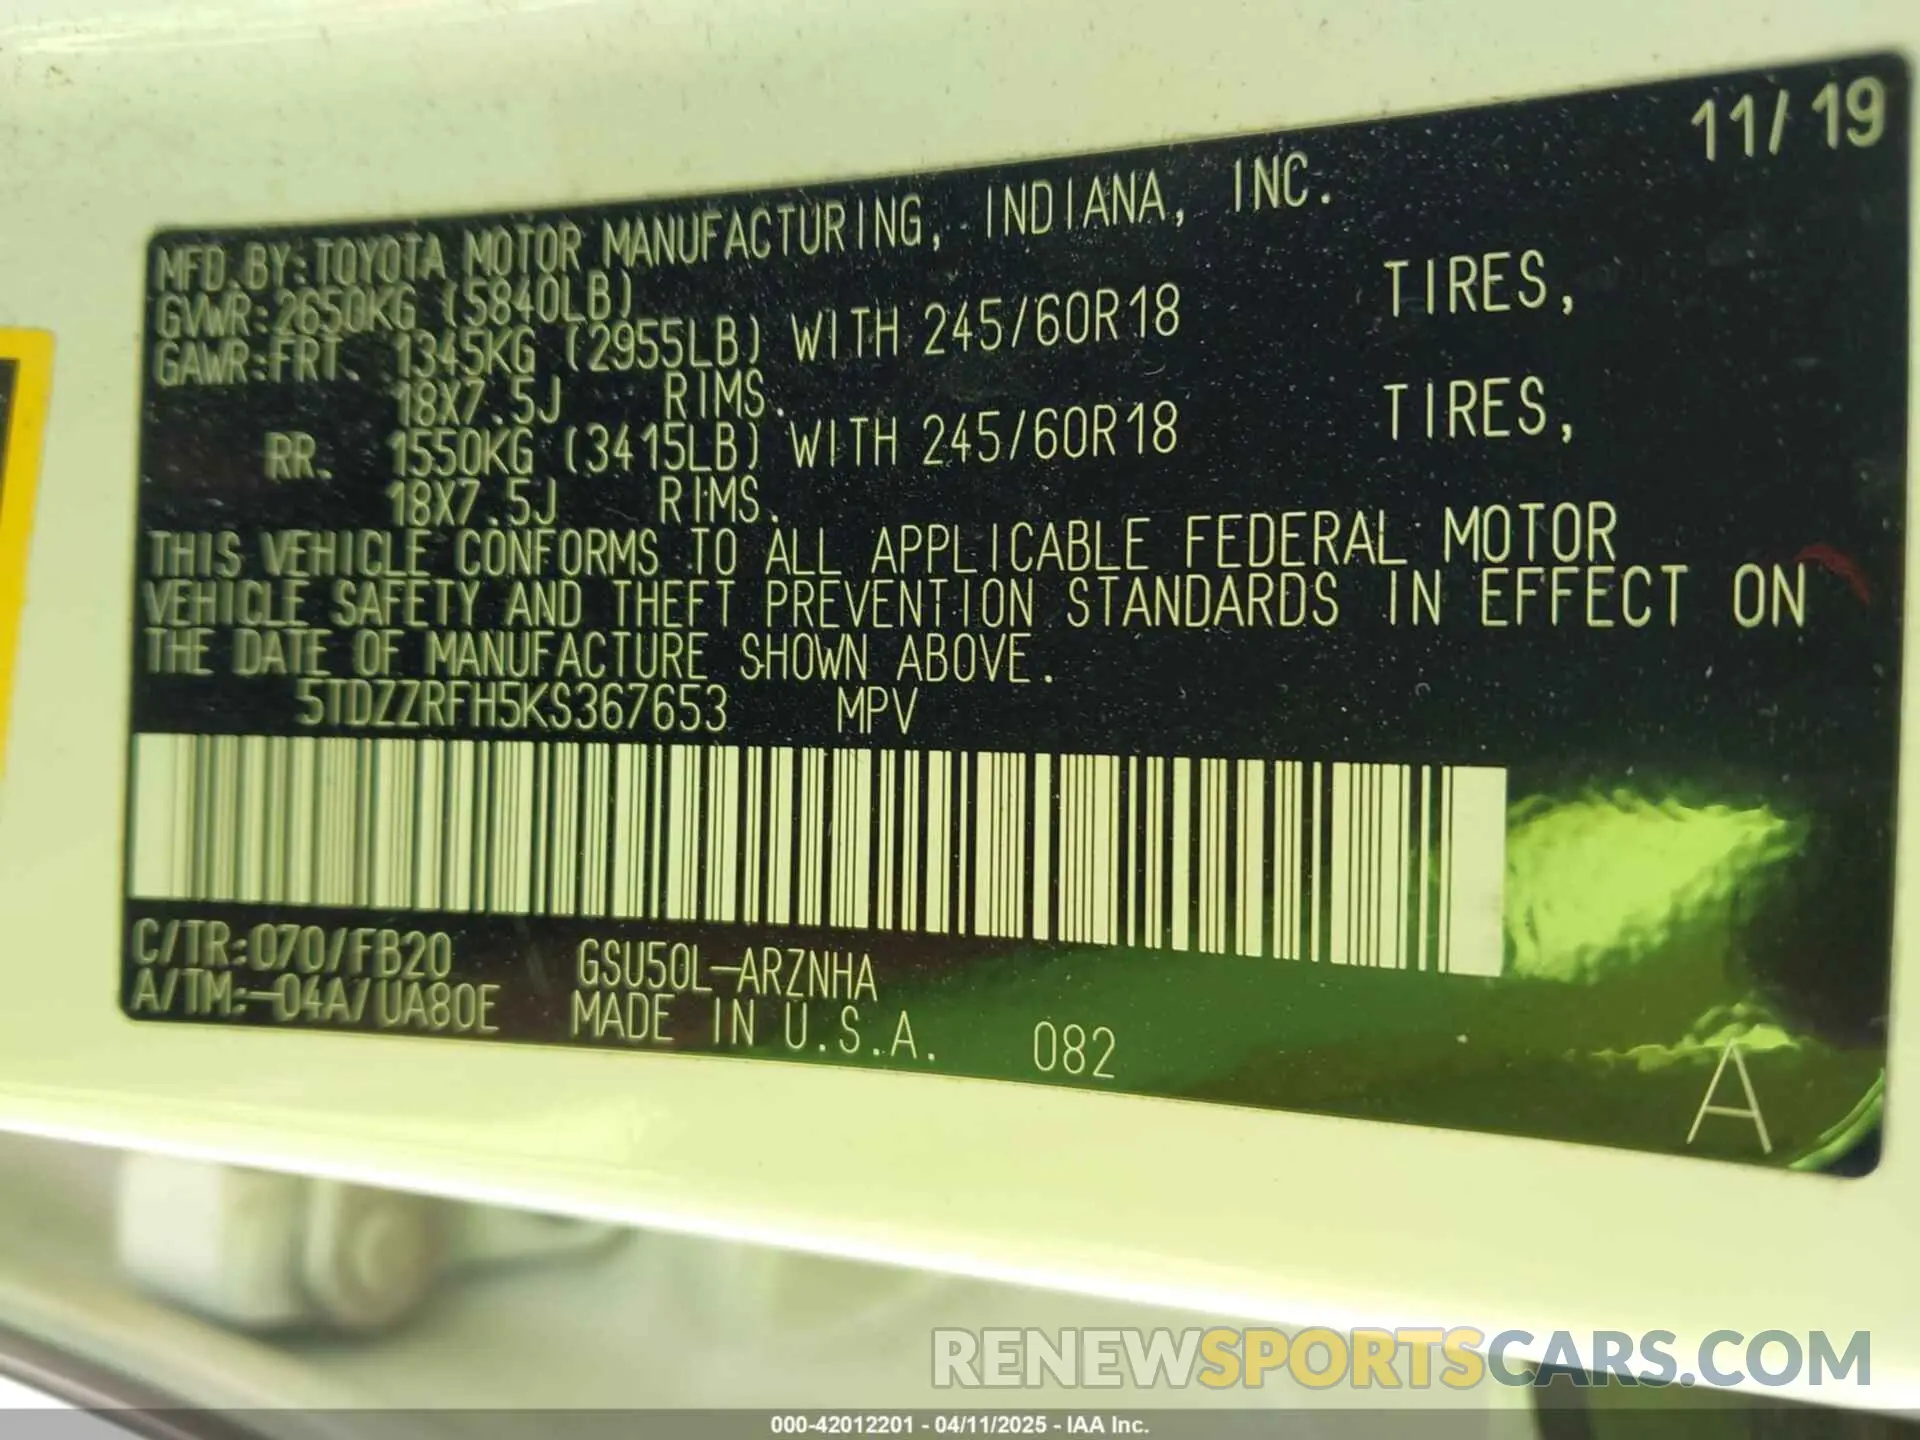 11/19
MFD.BY:TOYOTA MOTOR MANUFACTURING, INDIANA, INC.
GVWR:2650KG (5840LB)
GAWR:FRT. 1345KG (2955LB) WITH 245/60R18 TIRES,
18X7.5J RIMS.
RR. 1550KG (3415LB) WITH 245/60R18 TIRES,
18X7.5J RIMS.
THIS VEHICLE CONFORMS TO ALL APPLICABLE FEDERAL MOTOR
VEHICLE SAFETY AND THEFT PREVENTION STANDARDS IN EFFECT ON
THE DATE OF MANUFACTURE SHOWN ABOVE.
5TDZZRFH5KS367653 MPV
C/TR:070/FB20 GSU50L-ARZNHA
A/TM:-04A/UA80E MADE IN U.S.A. 082
A
RENEWSPORTSCARS.COM
000-42012201 - 04/11/2025 - IAA Inc.